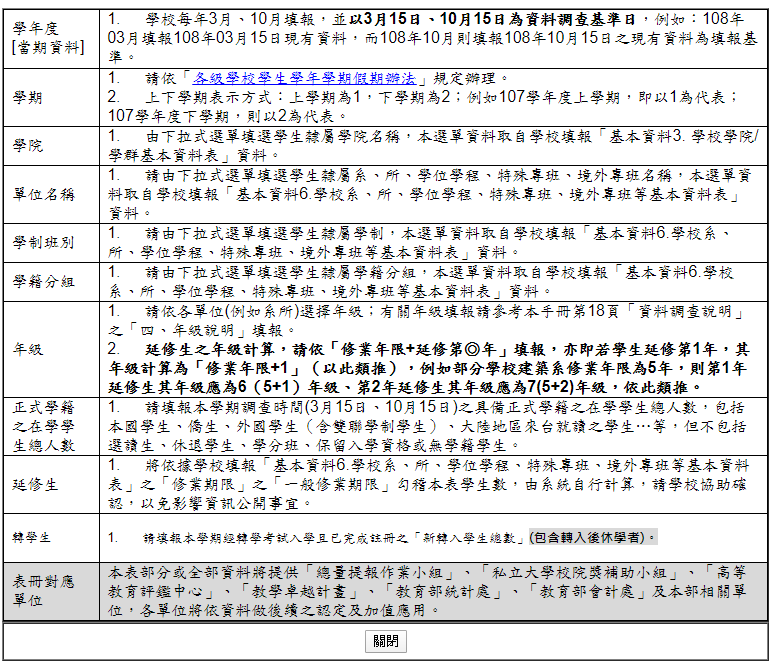 學年度
[當期資料]
1. 學校每年3月、10月填報，並以3月15日、10月15日為資料調查基準日，例如：108年
03月填報108年03月15日現有資料，而108年10月則填報108年10月15日之現有資料為填報基
準。
學期
1. 請依「各級學校學生學年學期假期辦法」規定辦理。
2. 上下學期表示方式：上學期為1，下學期為2；例如107學年度上學期，即以1為代表；
107學年度下學期，則以2為代表。
學院
1. 由下拉式選單填選學生隸屬學院名稱，本選單資料取自學校填報「基本資料3. 學校學院/
學群基本資料表」資料。
單位名稱
1. 請由下拉式選單填選學生隸屬系、所、學位學程、特殊專班、境外專班名稱，本選單資
料取自學校填報「基本資料6.學校系、所、學位學程、特殊專班、境外專班等基本資料表」
資料。
學制班別
1. 請由下拉式選單填選學生隸屬學制，本選單資料取自學校填報「基本資料6.學校系、
所、學位學程、特殊專班、境外專班等基本資料表」資料。
學籍分組
1. 請由下拉式選單填選學生隸屬學籍分組，本選單資料取自學校填報「基本資料6.學校
系、所、學位學程、特殊專班、境外專班等基本資料表」資料。
年級
1. 請依各單位(例如系所)選擇年級；有關年級填報請參考本手冊第18頁「資料調查說明」
之「四、年級說明」填報。
2. 延修生之年級計算，請依「修業年限+延修第◎年」填報，亦即若學生延修第1年，其
年級計算為「修業年限+1」（以此類推），例如部分學校建築系修業年限為5年，則第1年
延修生其年級應為6（5+1）年級、第2年延修生其年級應為7(5+2)年級，依此類推。
正式學籍
之在學學
生總人數
1. 請填報本學期調查時間(3月15日、10月15日)之具備正式學籍之在學學生總人數，包括
本國學生、僑生、外國學生（含雙聯學制學生）、大陸地區來台就讀之學生…等，但不包括
選讀生、休退學生、學分班、保留入學資格或無學籍學生。
延修生
1. 將依據學校填報「基本資料6.學校系、所、學位學程、特殊專班、境外專班等基本資料
表」之「修業期限」之「一般修業期限」勾稽本表學生數，由系統自行計算，請學校協助確
認，以免影響資訊公開事宜。
轉學生
1. 請填報本學期經轉學考試入學且已完成註冊之「新轉入學生總數」(包含轉入後休學者)。
表冊對應
單位
本表部分或全部資料將提供「總量提報作業小組」、「私立大學校院獎補助小組」、「高等
教育評鑑中心」、「教學卓越計畫」、「教育部統計處」、「教育部會計處」及本部相關單
位，各單位將依資料做後續之認定及加值應用。
關閉